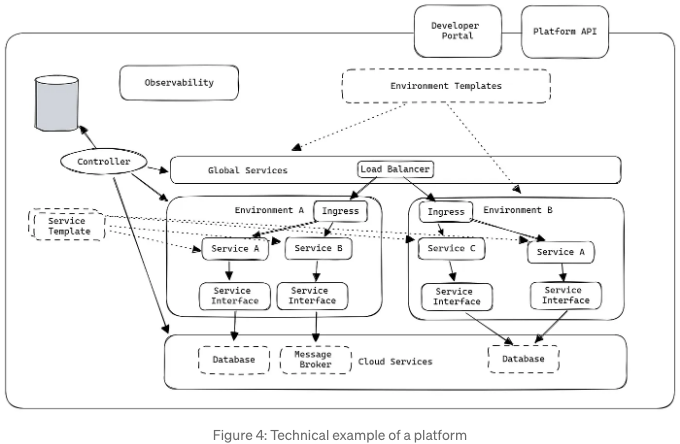 Developer
Portal
Platform API
Observability
Environment Templates
Controller
Global Services
Load Balancer
Service
Template
Environment A
Ingress
Ingress
Environment B
Service A
Service B
Service C
Service A
Service
Interface
Service
Interface
Service
Interface
Service
Interface
Database
Message
Broker
Cloud Services
Database
Figure 4: Technical example of a platform